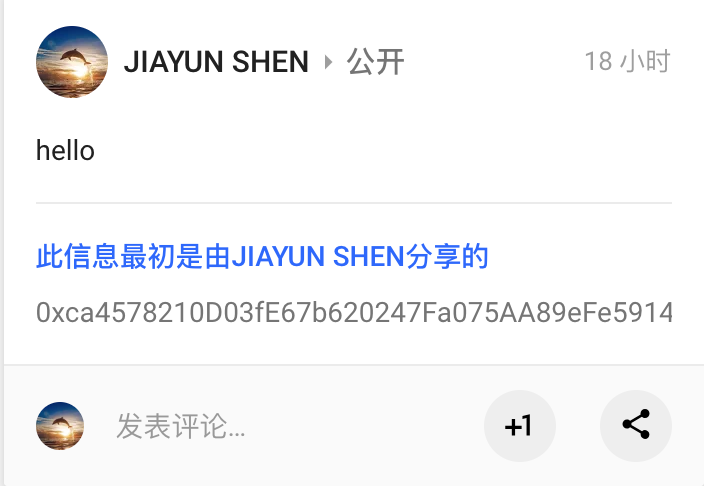 JIAYUN SHEN ▸ 公开 18 小时
hello
此信息最初是由JIAYUN SHEN分享的
0xca4578210D03fE67b620247Fa075AA89eFe5914
发表评论...
+1